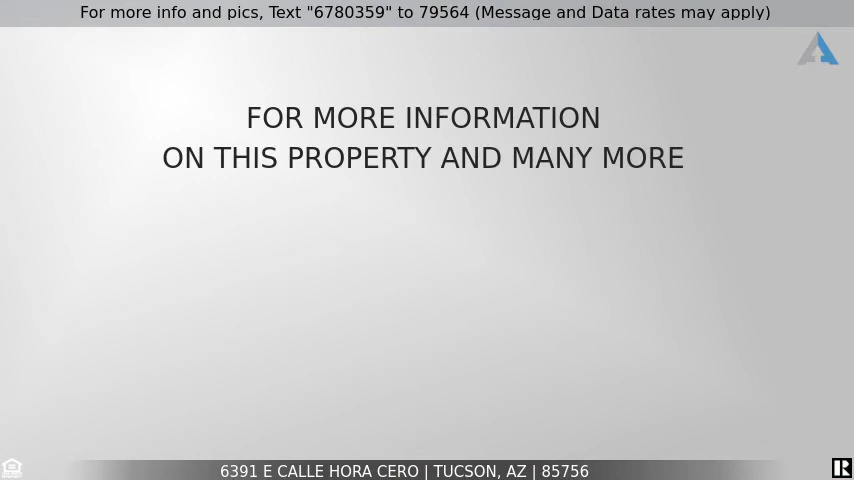 For more info and pics, Text "6780359" to 79564 (Message and Data rates may apply)
FOR MORE INFORMATION
ON THIS PROPERTY AND MANY MORE
6391 E CALLE HORA CERO | TUCSON, AZ | 85756